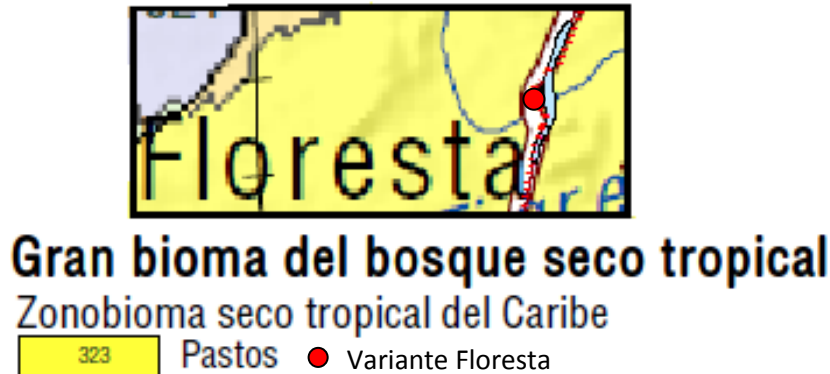 Floresta
Gran bioma del bosque seco tropical
Zonobioma seco tropical del Caribe
323 Pastos Variante Floresta